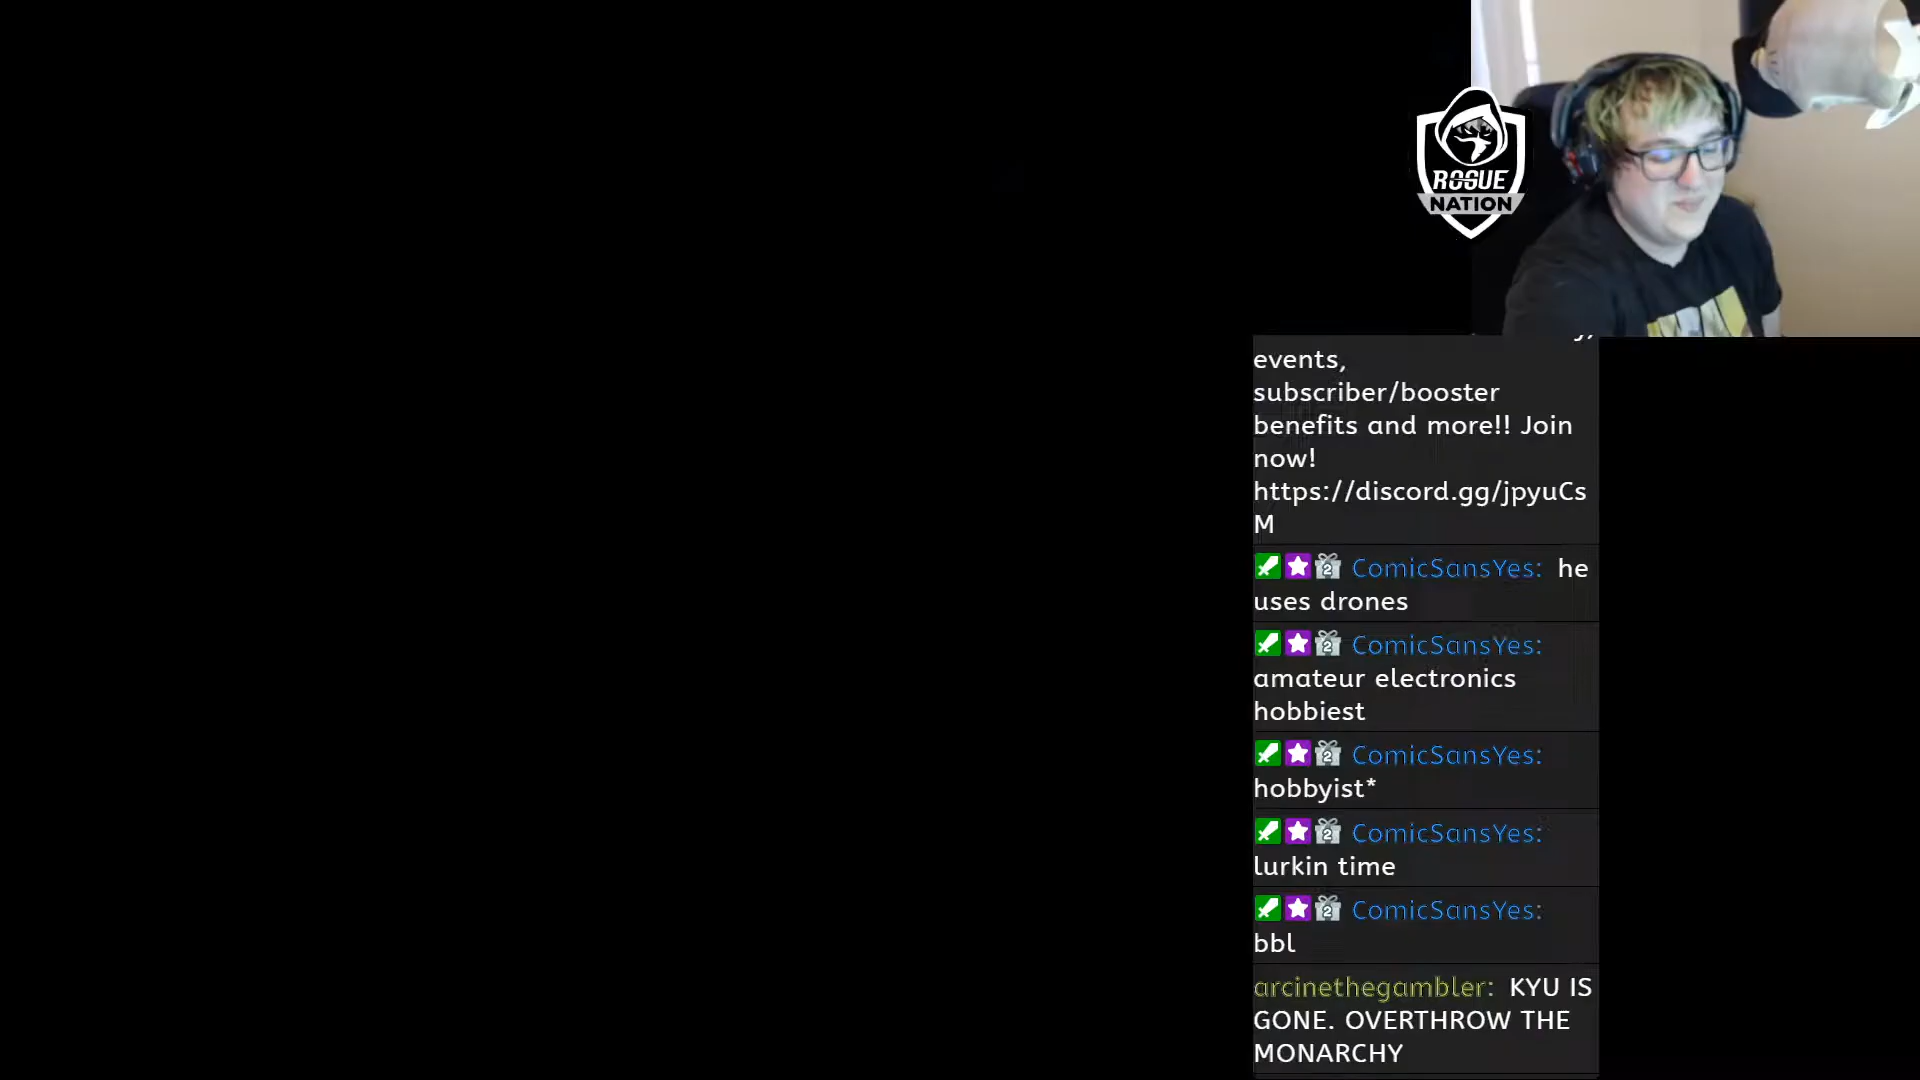 ROGUE
NATION
events,
subscriber/booster
benefits and more!! Join
now!
https://discord.gg/jpyuCs
M
ComicSansYes: he
uses drones
ComicSansYes:
amateur electronics
hobbiest
ComicSansYes:
hobbyist*
ComicSansYes:
lurkin time
ComicSansYes:
bbl
arcinethegambler: KYU IS
GONE. OVERTHROW THE
MONARCHY